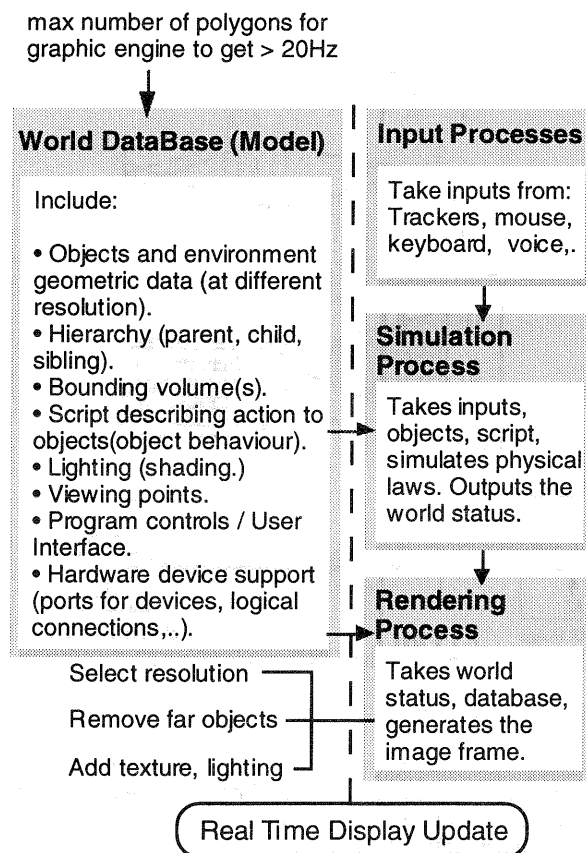 max number of polygons for
graphic engine to get > 20Hz
World DataBase (Model)
Include:
• Objects and environment
geometric data (at different
resolution).
• Hierarchy (parent, child,
sibling).
• Bounding volume(s).
• Script describing action to
objects(object behaviour).
• Lighting (shading.)
• Viewing points.
• Program controls / User
Interface.
• Hardware device support
(ports for devices, logical
connections,..).
Input Processes
Take inputs from:
Trackers, mouse,
keyboard, voice,.
Simulation
Process
Takes inputs,
objects, script,
simulates physical
laws. Outputs the
world status.
Rendering
Process
Takes world
status, database,
generates the
image frame.
Select resolution
Remove far objects
Add texture, lighting
Real Time Display Update